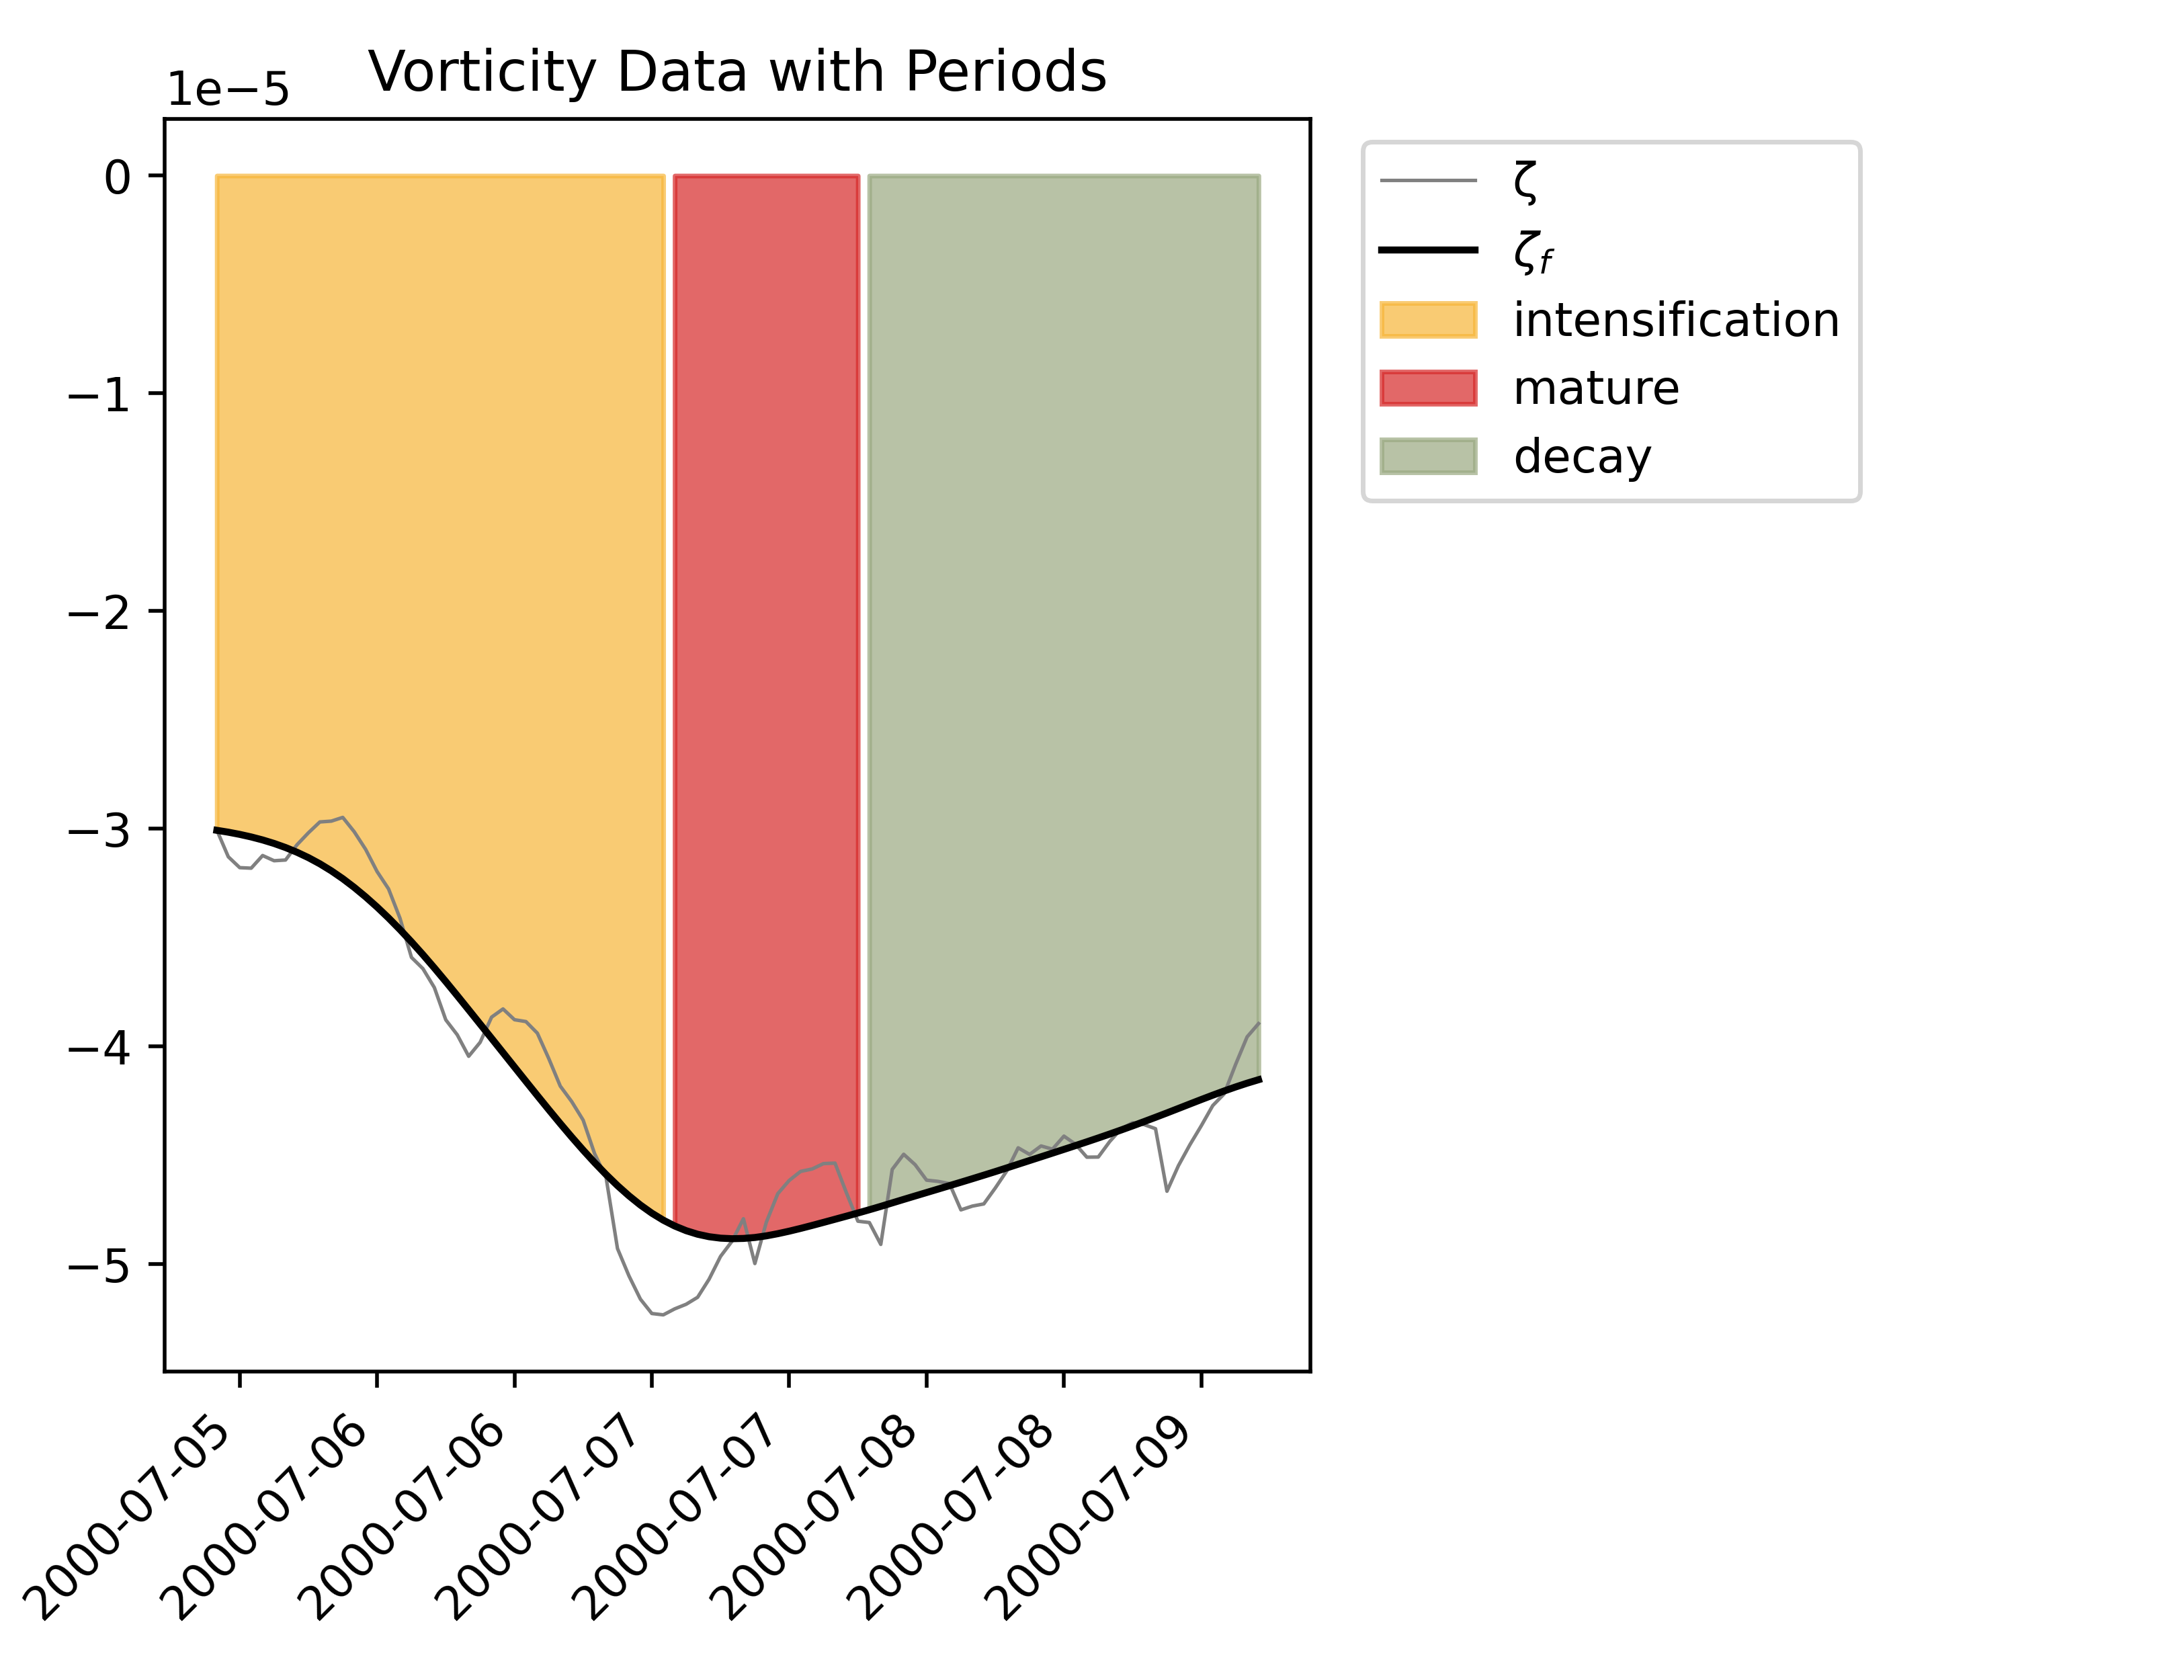 Vorticity Data with Periods
1e−5
0
−1
−2
−3
−4
−5
2000-07-05
2000-07-06
2000-07-06
2000-07-07
2000-07-07
2000-07-08
2000-07-08
2000-07-09
ζ
ζf
intensification
mature
decay